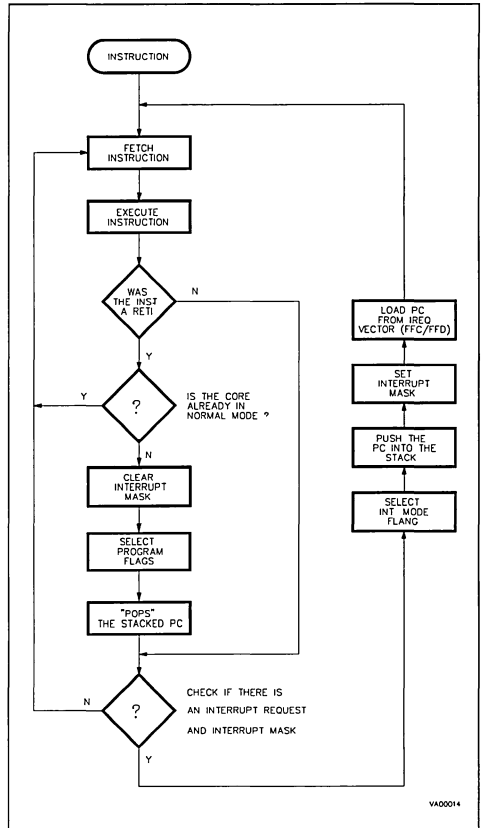 INSTRUCTION
FETCH
INSTRUCTION
EXECUTE
INSTRUCTION
WAS
THE INST
A RETI
N
Y
?
IS THE CORE
ALREADY IN
NORMAL MODE ?
Y
N
CLEAR
INTERRUPT
MASK
SELECT
PROGRAM
FLAGS
"POPS"
THE STACKED PC
?
CHECK IF THERE IS
AN INTERRUPT REQUEST
AND INTERRUPT MASK
N
Y
LOAD PC
FROM IREQ
VECTOR (FFC/FFD)
SET
INTERRUPT
MASK
PUSH THE
PC INTO THE
STACK
SELECT
INT MODE
FLANG
VA00014